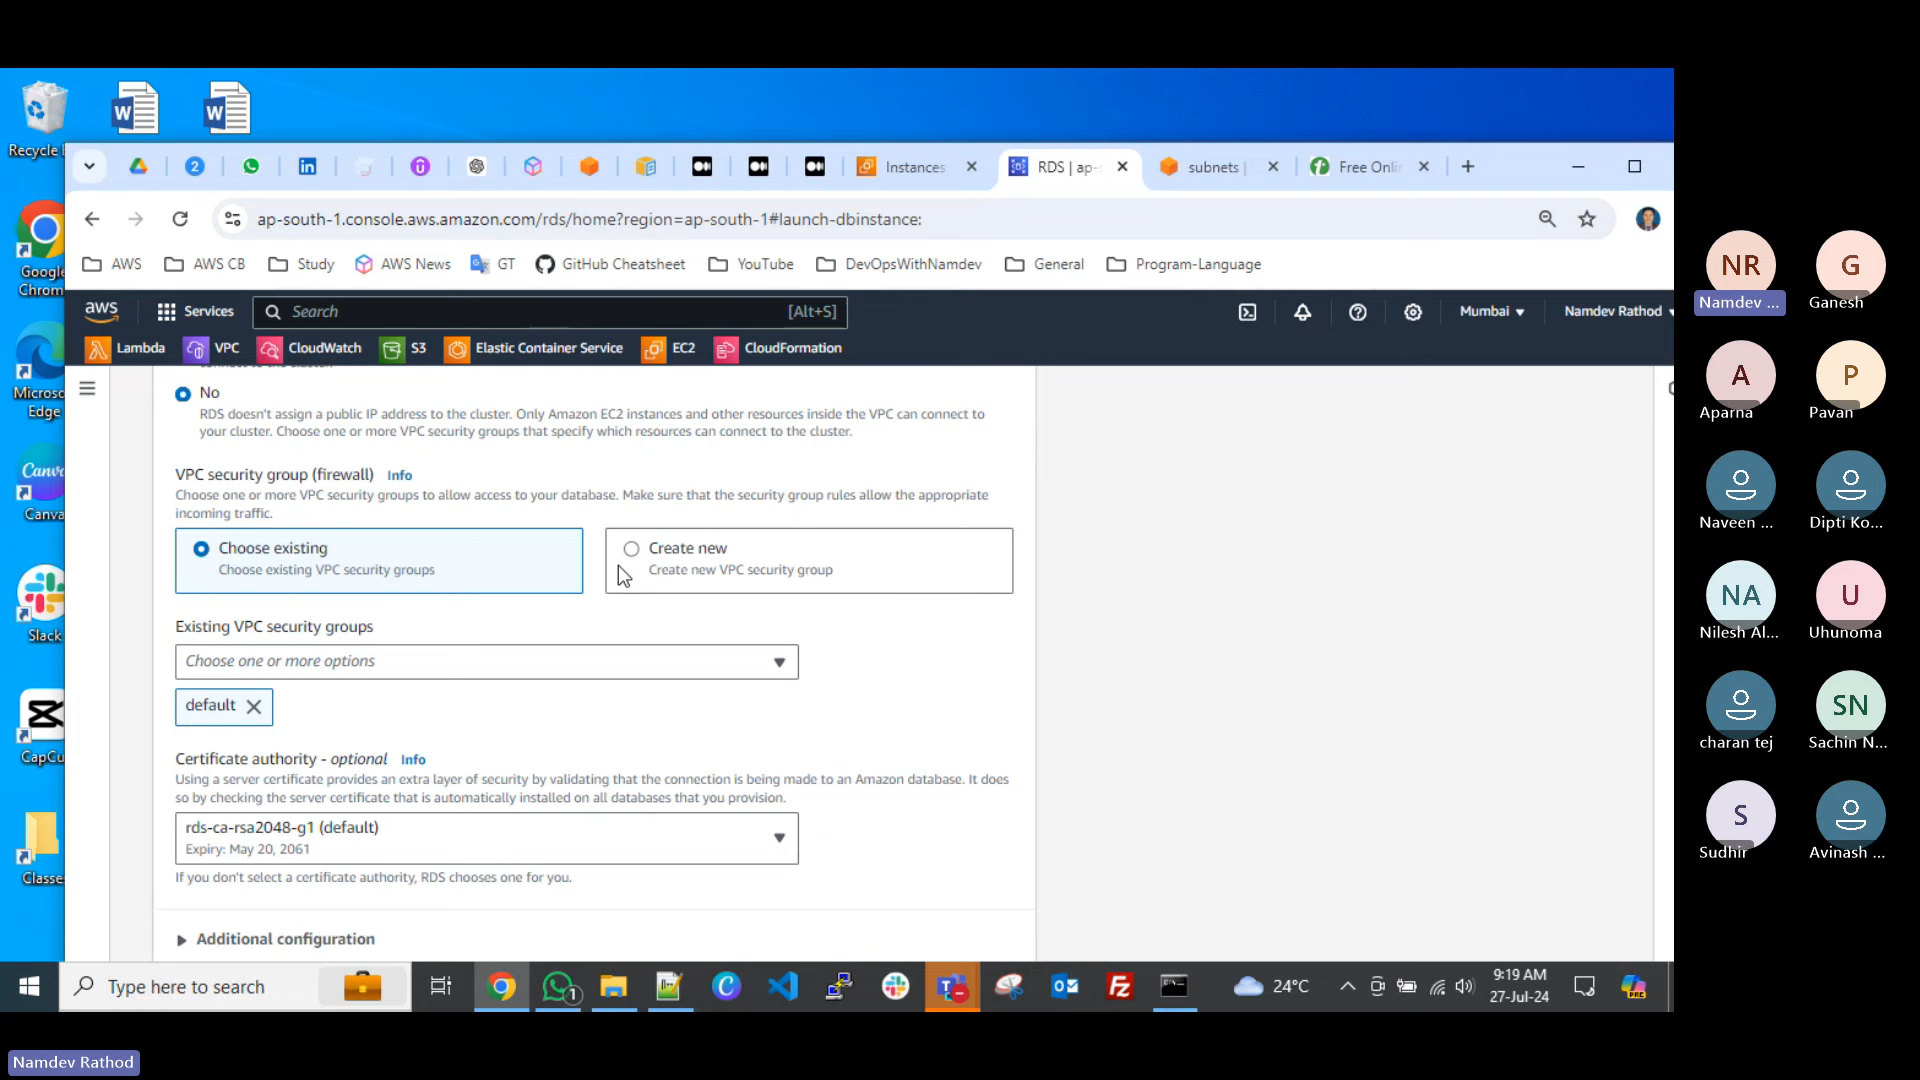 Recycle
Google
Chrom
Microso
Edge
Canva
Slack
CapCu
Classe
2
Instances
RDS | ap-
subnets |
Free Onli
ap-south-1.console.aws.amazon.com/rds/home?region=ap-south-1#launch-dbinstance:
AWS
AWS CB
Study
AWS News
GT
GitHub Cheatsheet
YouTube
DevOpsWithNamdev
General
Program-Language
aws
Services
Search
[Alt+S]
Mumbai
Namdev Rathod
Lambda
VPC
CloudWatch
S3
Elastic Container Service
EC2
CloudFormation
No
RDS doesn't assign a public IP address to the cluster. Only Amazon EC2 instances and other resources inside the VPC can connect to
your cluster. Choose one or more VPC security groups that specify which resources can connect to the cluster.
VPC security group (firewall) Info
Choose one or more VPC security groups to allow access to your database. Make sure that the security group rules allow the appropriate
incoming traffic.
Choose existing
Choose existing VPC security groups
Create new
Create new VPC security group
Existing VPC security groups
Choose one or more options
default
Certificate authority - optional Info
Using a server certificate provides an extra layer of security by validating that the connection is being made to an Amazon database. It does
so by checking the server certificate that is automatically installed on all databases that you provision.
rds-ca-rsa2048-g1 (default)
Expiry: May 20, 2061
If you don't select a certificate authority, RDS chooses one for you.
Additional configuration
Type here to search
1
24°C
9:19 AM
27-Jul-24
PRE
NR
Namdev ...
G
Ganesh
A
Aparna
P
Pavan
Naveen ...
Dipti Ko...
NA
Nilesh Al...
U
Uhunoma
charan tej
SN
Sachin N...
S
Sudhir
Avinash ...
Namdev Rathod